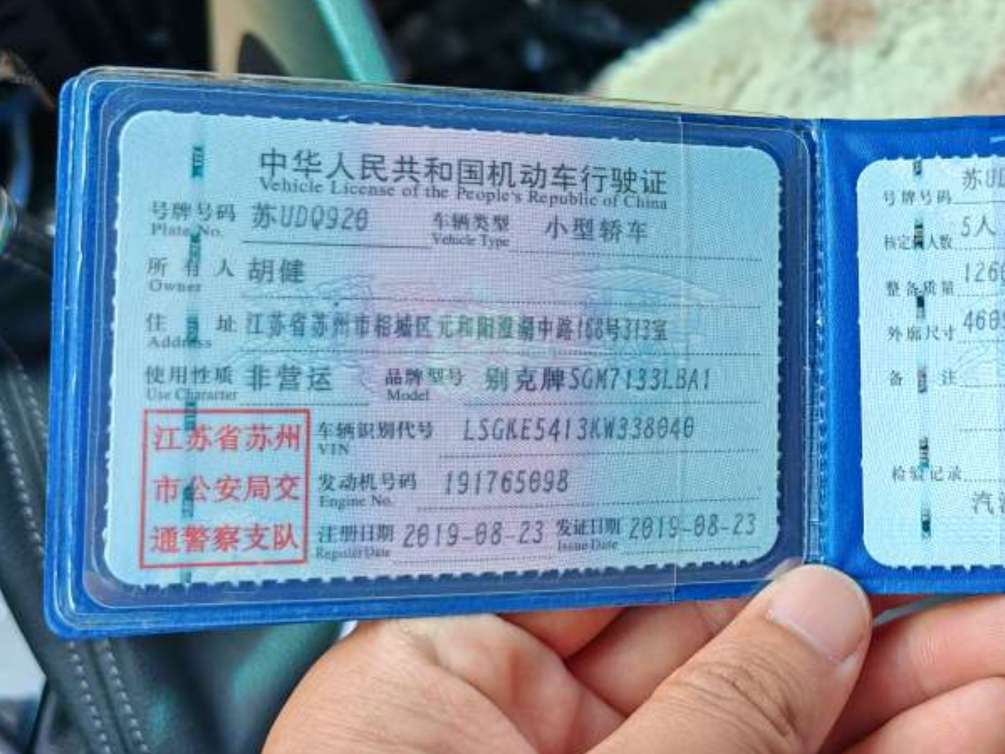 中华人民共和国机动车行驶证
Vehicle License of the People's Republic of China
号牌号码 苏UDQ920 车辆类型 小型轿车
Plate No. Vehicle Type
所有人 胡健
Owner
住址 江苏省苏州市相城区元和阳澄湖中路168号313室
Address
使用性质 非营运 品牌型号 别克牌SGM7133LBA1
Use Character Model
江苏省苏州
市公安局交
通警察支队
车辆识别代号 LSGKE5413KW338040
VIN
发动机号码 191765098
Engine No.
注册日期 2019-08-23 发证日期 2019-08-23
Register Date Issue Date
号牌号码 苏U
核定人数 5人
整备质量 126
外廓尺寸 460
备注
检验记录
汽